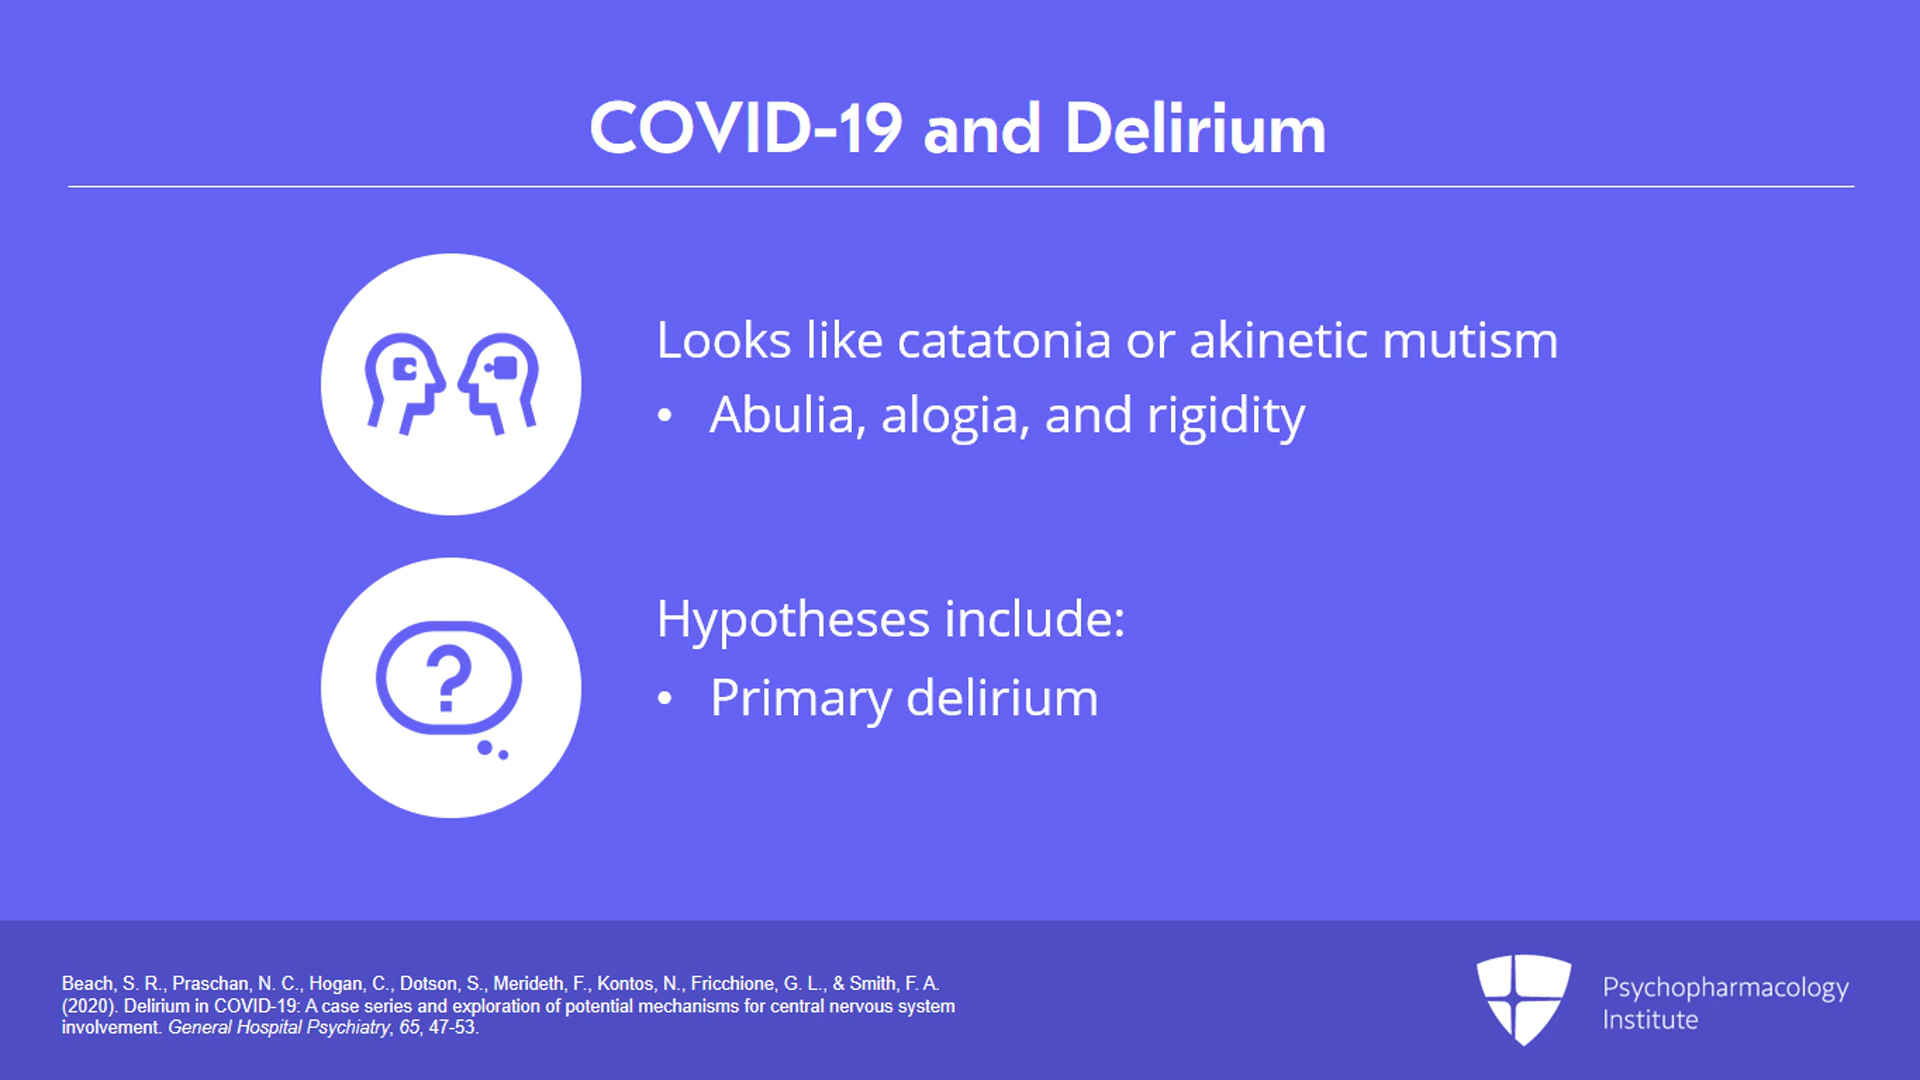 COVID-19 and Delirium
Looks like catatonia or akinetic mutism
• Abulia, alogia, and rigidity
?
Hypotheses include:
• Primary delirium
Beach, S. R., Praschan, N. C., Hogan, C., Dotson, S., Merideth, F., Kontos, N., Fricchione, G. L., & Smith, F. A.
(2020). Delirium in COVID-19: A case series and exploration of potential mechanisms for central nervous system
involvement. General Hospital Psychiatry, 65, 47-53.
Psychopharmacology
Institute